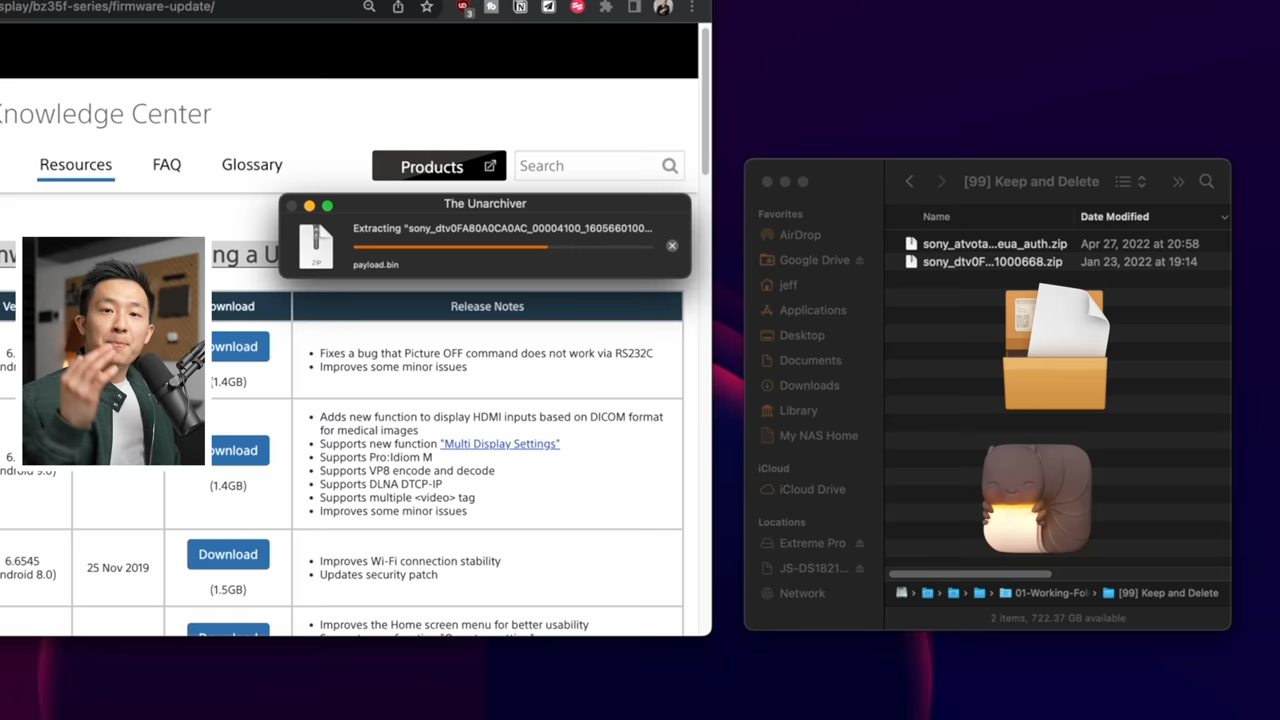 splay/bz35f-series/firmware-update/
3
Knowledge Center
Resources
FAQ
Glossary
Products
Search
The Unarchiver
Extracting "sony_dtv0FA80A0CA0AC_00004100_1605660100...
payload.bin
ZIP
ng a U
Ve
ownload
Release Notes
6.
ownload
(1.4GB)
• Fixes a bug that Picture OFF command does not work via RS232C
• Improves some minor issues
6.
ownload
(1.4GB)
• Adds new function to display HDMI inputs based on DICOM format
for medical images
• Supports new function "Multi Display Settings"
• Supports Pro:Idiom M
• Supports VP8 encode and decode
• Supports DLNA DTCP-IP
• Supports multiple <video> tag
• Improves some minor issues
6.6545
ndroid 8.0)
25 Nov 2019
Download
(1.5GB)
• Improves Wi-Fi connection stability
• Updates security patch
• Improves the Home screen menu for better usability
[99] Keep and Delete
Favorites
AirDrop
Google Drive
jeff
Applications
Desktop
Documents
Downloads
Library
My NAS Home
iCloud
iCloud Drive
Locations
Extreme Pro
JS-DS1821...
Network
Name
Date Modified
sony_atvota...eua_auth.zip
Apr 27, 2022 at 20:58
sony_dtv0F...1000668.zip
Jan 23, 2022 at 19:14
01-Working-Fol
[99] Keep and Delete
2 items, 722.37 GB available